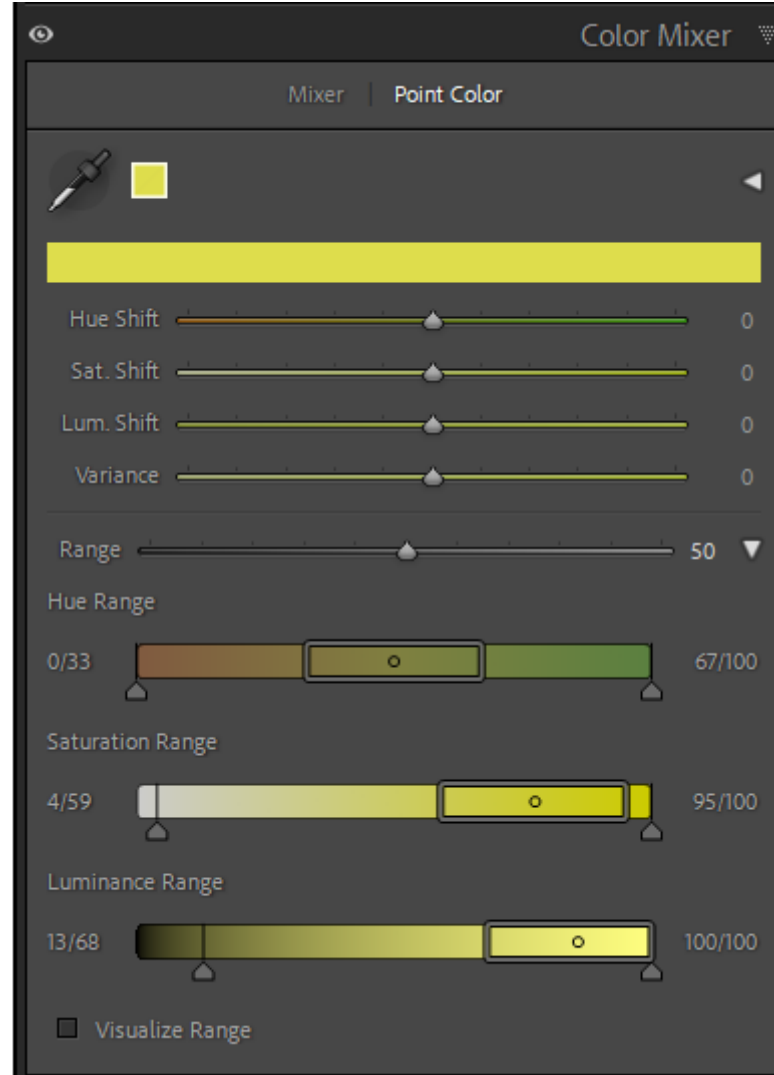 Color Mixer
Mixer | Point Color
Hue Shift 0
Sat. Shift 0
Lum. Shift 0
Variance 0
Range 50
Hue Range
0/33 67/100
Saturation Range
4/59 95/100
Luminance Range
13/68 100/100
Visualize Range